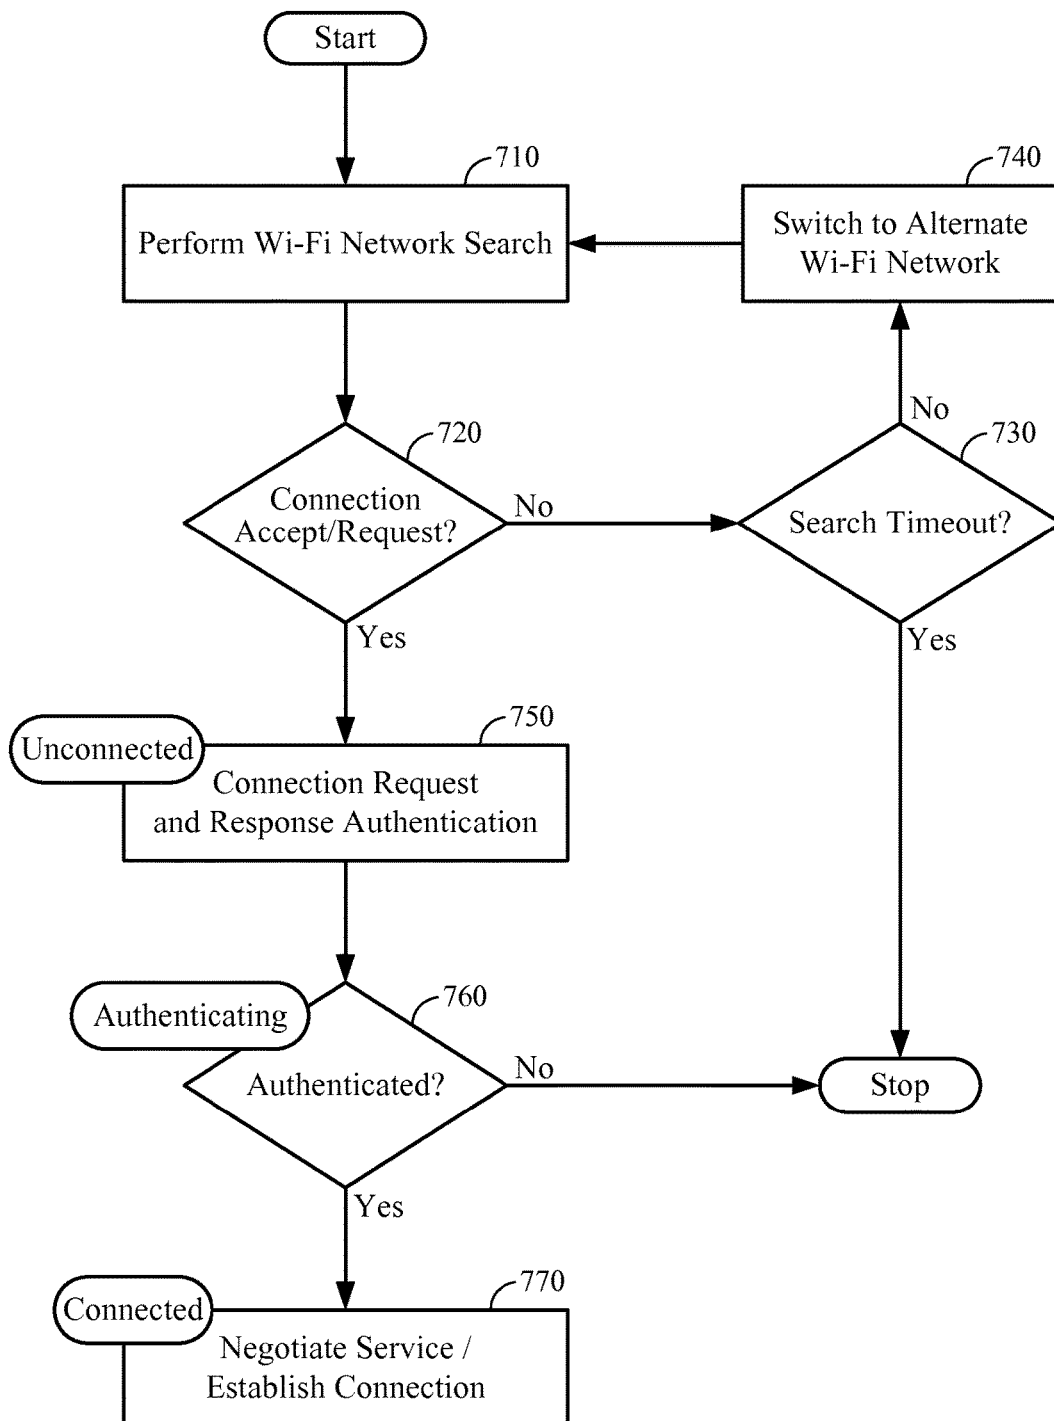 Start
710
Perform Wi-Fi Network Search
740
Switch to Alternate
Wi-Fi Network
720
Connection
Accept/Request?
No
No
730
Search Timeout?
Yes
Yes
Unconnected
750
Connection Request
and Response Authentication
Authenticating
760
Authenticated?
No
Stop
Yes
Connected
770
Negotiate Service /
Establish Connection